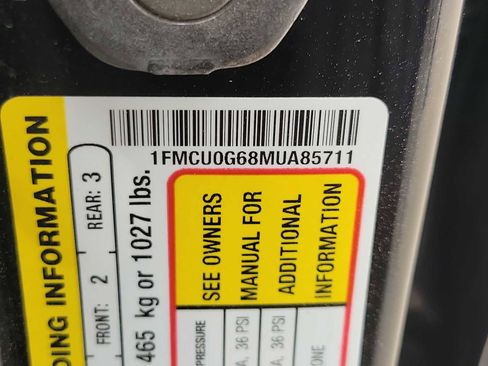 1FMCU0G68MUA85711
DING INFORMATION
FRONT: 2 REAR: 3
465 kg or 1027 lbs.
SEE OWNERS
MANUAL FOR
ADDITIONAL
INFORMATION
PRESSURE
A, 36 PSI
A, 36 PSI
ONE